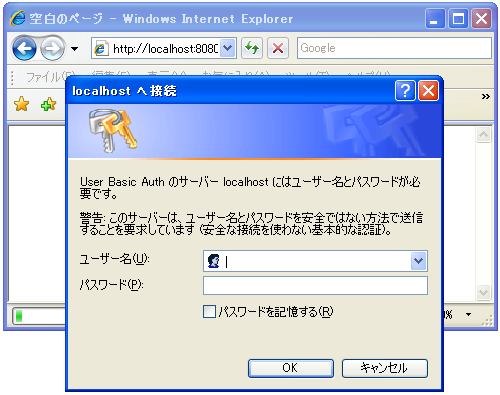 空白のページ - Windows Internet Explorer
http://localhost:8080
Google
ファイル(F)
localhost へ接続
User Basic Auth のサーバー localhost にはユーザー名とパスワードが必
要です。
警告: このサーバーは、ユーザー名とパスワードを安全ではない方法で送信
することを要求しています (安全な接続を使わない基本的な認証)。
ユーザー名(U):
パスワード(P):
パスワードを記憶する(R)
OK
キャンセル